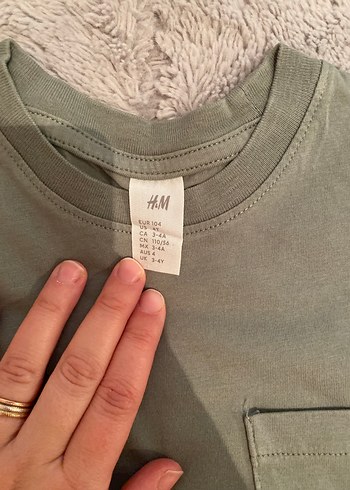 H&M
EUR 104
US 4Y
CA 3-4A
CN 110/56
MX 3-4A
AUS 4
UK 3-4Y